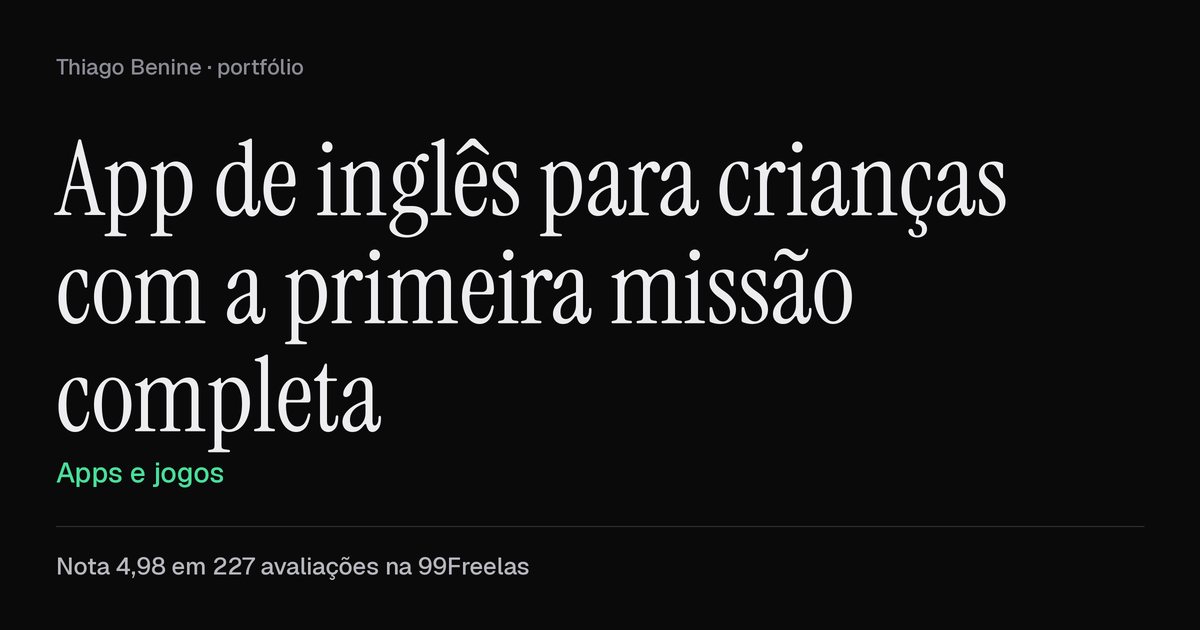 Thiago Benine · portfólio
App de inglês para crianças
com a primeira missão
completa
Apps e jogos
Nota 4,98 em 227 avaliações na 99Freelas